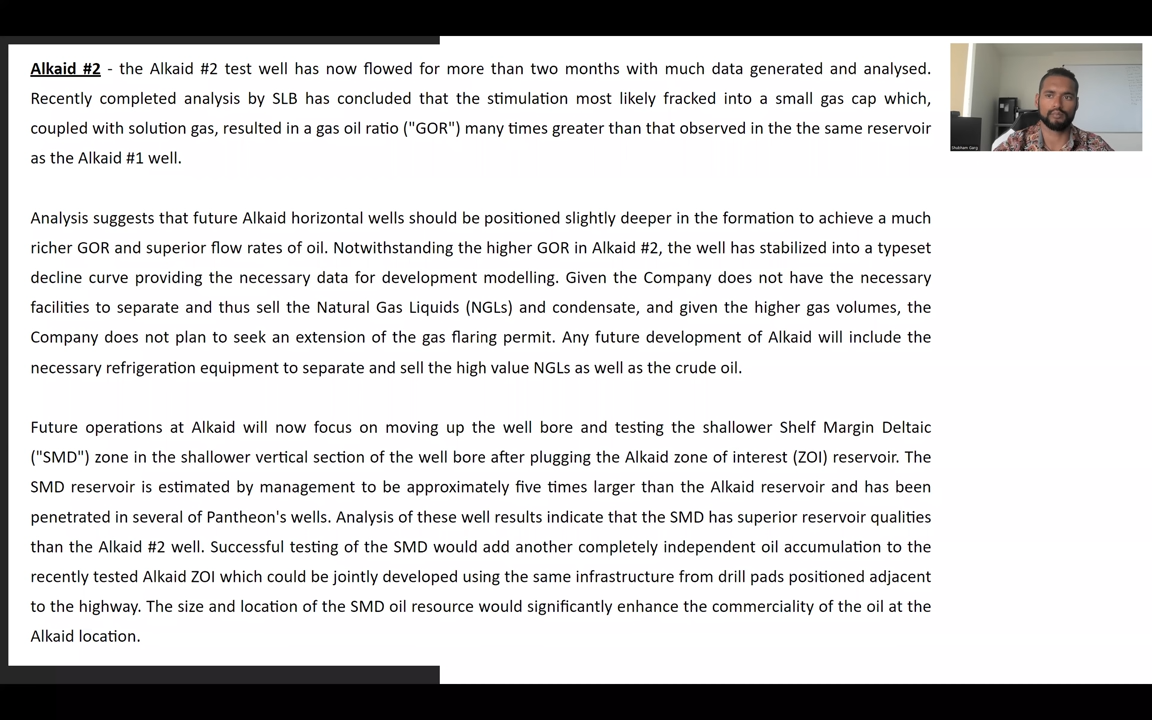 Alkaid #2 - the Alkaid #2 test well has now flowed for more than two months with much data generated and analysed.
Recently completed analysis by SLB has concluded that the stimulation most likely fracked into a small gas cap which,
coupled with solution gas, resulted in a gas oil ratio ("GOR") many times greater than that observed in the the same reservoir
as the Alkaid #1 well.
Analysis suggests that future Alkaid horizontal wells should be positioned slightly deeper in the formation to achieve a much
richer GOR and superior flow rates of oil. Notwithstanding the higher GOR in Alkaid #2, the well has stabilized into a typeset
decline curve providing the necessary data for development modelling. Given the Company does not have the necessary
facilities to separate and thus sell the Natural Gas Liquids (NGLs) and condensate, and given the higher gas volumes, the
Company does not plan to seek an extension of the gas flaring permit. Any future development of Alkaid will include the
necessary refrigeration equipment to separate and sell the high value NGLs as well as the crude oil.
Future operations at Alkaid will now focus on moving up the well bore and testing the shallower Shelf Margin Deltaic
("SMD") zone in the shallower vertical section of the well bore after plugging the Alkaid zone of interest (ZOI) reservoir. The
SMD reservoir is estimated by management to be approximately five times larger than the Alkaid reservoir and has been
penetrated in several of Pantheon's wells. Analysis of these well results indicate that the SMD has superior reservoir qualities
than the Alkaid #2 well. Successful testing of the SMD would add another completely independent oil accumulation to the
recently tested Alkaid ZOI which could be jointly developed using the same infrastructure from drill pads positioned adjacent
to the highway. The size and location of the SMD oil resource would significantly enhance the commerciality of the oil at the
Alkaid location.
Shubham Garg